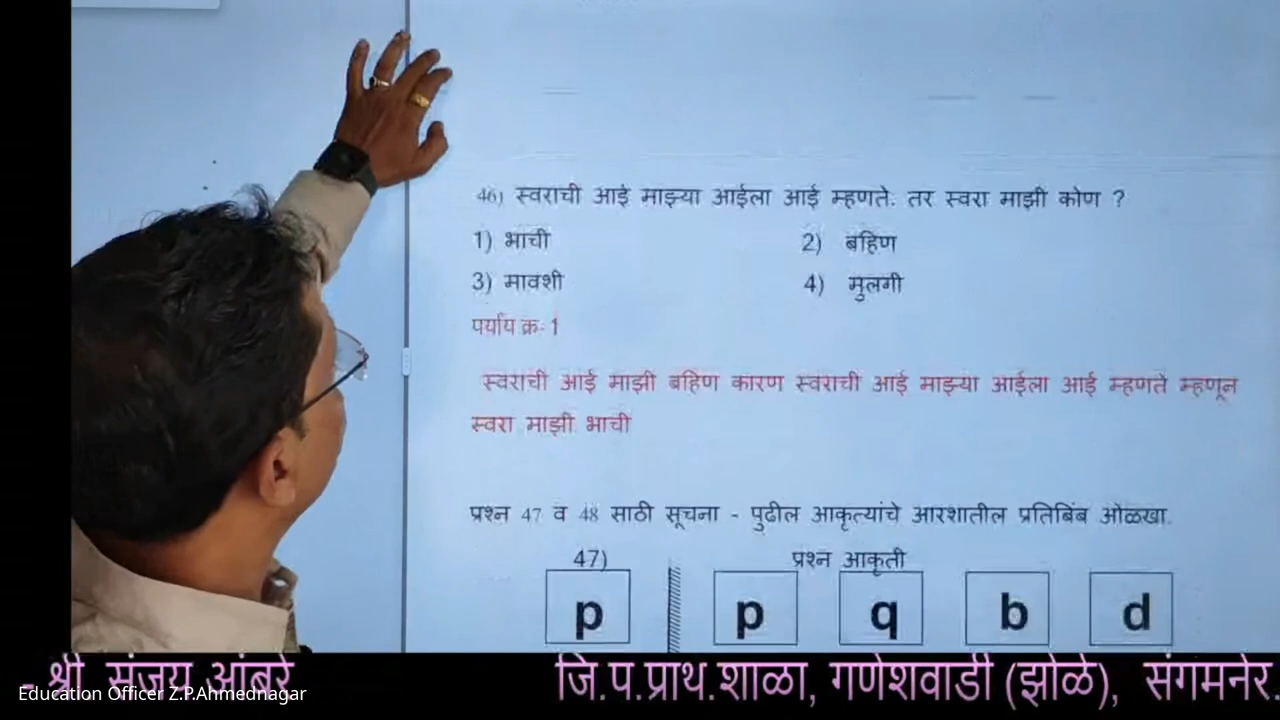 46) स्वराची आई माझ्या आईला आई म्हणते. तर स्वरा माझी कोण ?
1) भाची 2) बहिण
3) मावशी 4) मुलगी
पर्याय क्र. 1
स्वराची आई माझी बहिण कारण स्वराची आई माझ्या आईला आई म्हणते म्हणून
स्वरा माझी भाची
प्रश्न 47 व 48 साठी सूचना - पुढील आकृत्यांचे आरशातील प्रतिबिंब ओळखा.
47) प्रश्न आकृती
p p q b d
- श्री. संजय आंबरे जि.प.प्राथ.शाळा, गणेशवाडी (झोळे), संगमनेर.
Education Officer Z.P.Ahmednagar